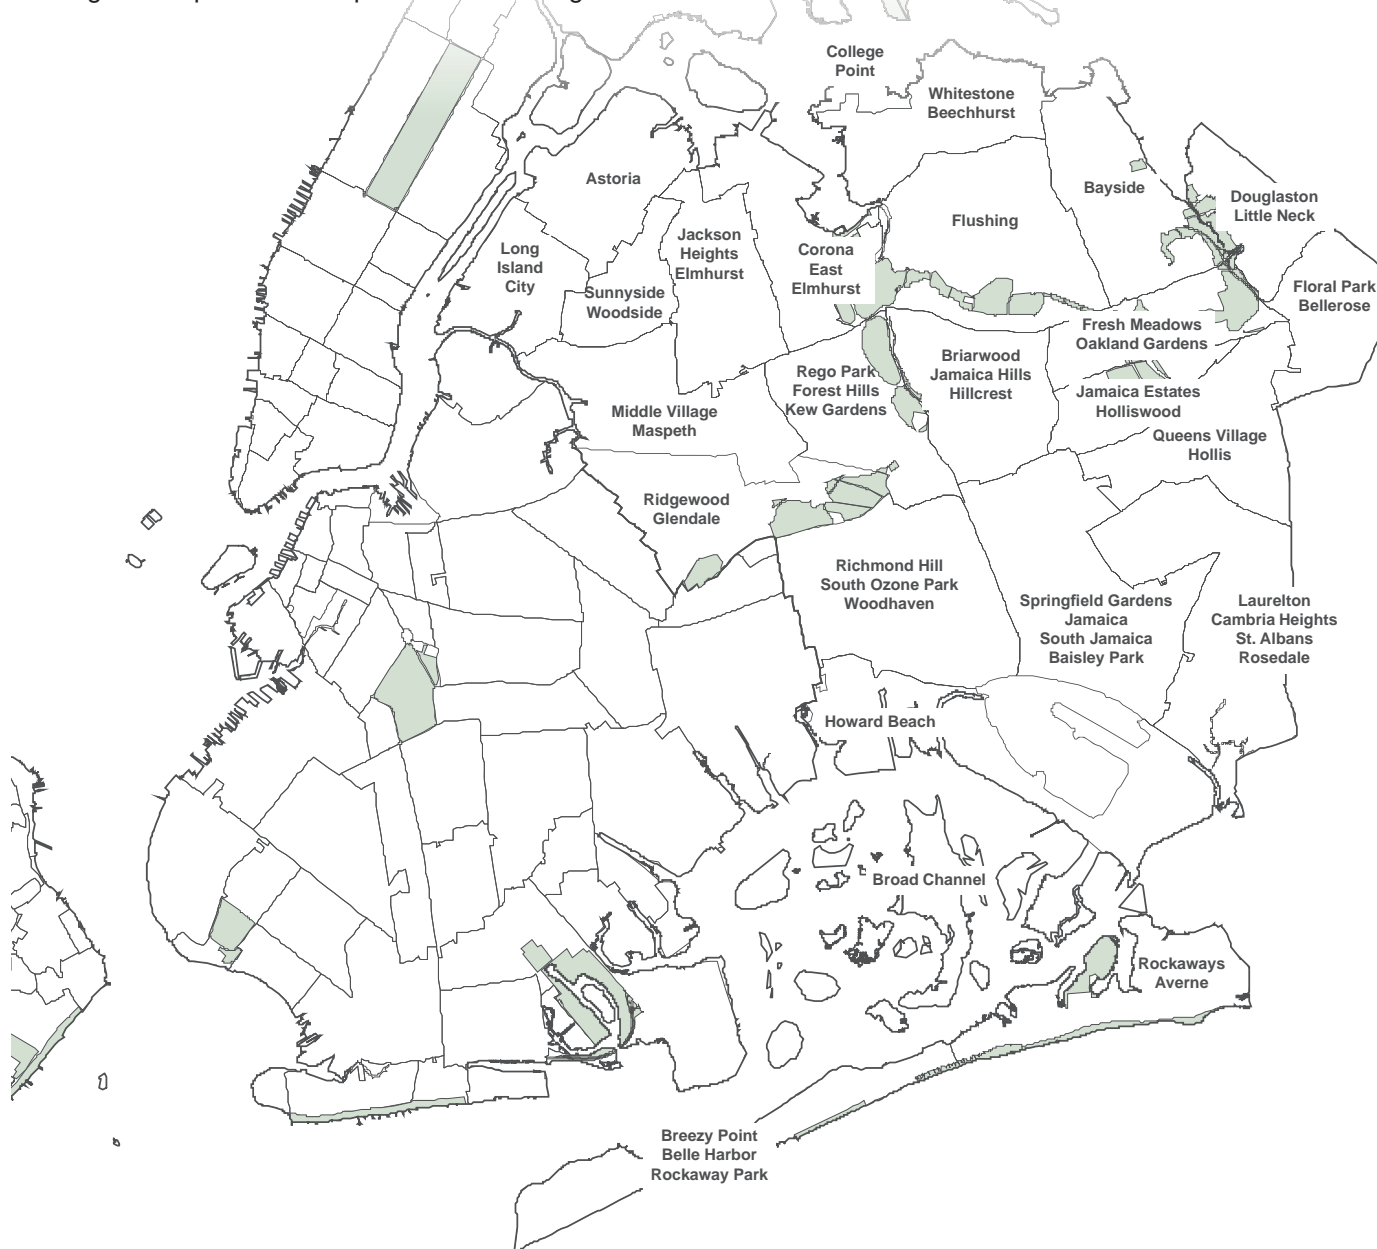 College
Point
Whitestone
Beechhurst
Astoria
Bayside
Douglaston
Little Neck
Flushing
Jackson
Heights
Elmhurst
Long
Island
City
Corona
East
Elmhurst
Sunnyside
Woodside
Floral Park
Bellerose
Fresh Meadows
Oakland Gardens
Briarwood
Jamaica Hills
Hillcrest
Rego Park
Forest Hills
Kew Gardens
Jamaica Estates
Holliswood
Middle Village
Maspeth
Queens Village
Hollis
Ridgewood
Glendale
Richmond Hill
South Ozone Park
Woodhaven
Springfield Gardens
Jamaica
South Jamaica
Baisley Park
Laurelton
Cambria Heights
St. Albans
Rosedale
Howard Beach
Broad Channel
Rockaways
Averne
Breezy Point
Belle Harbor
Rockaway Park